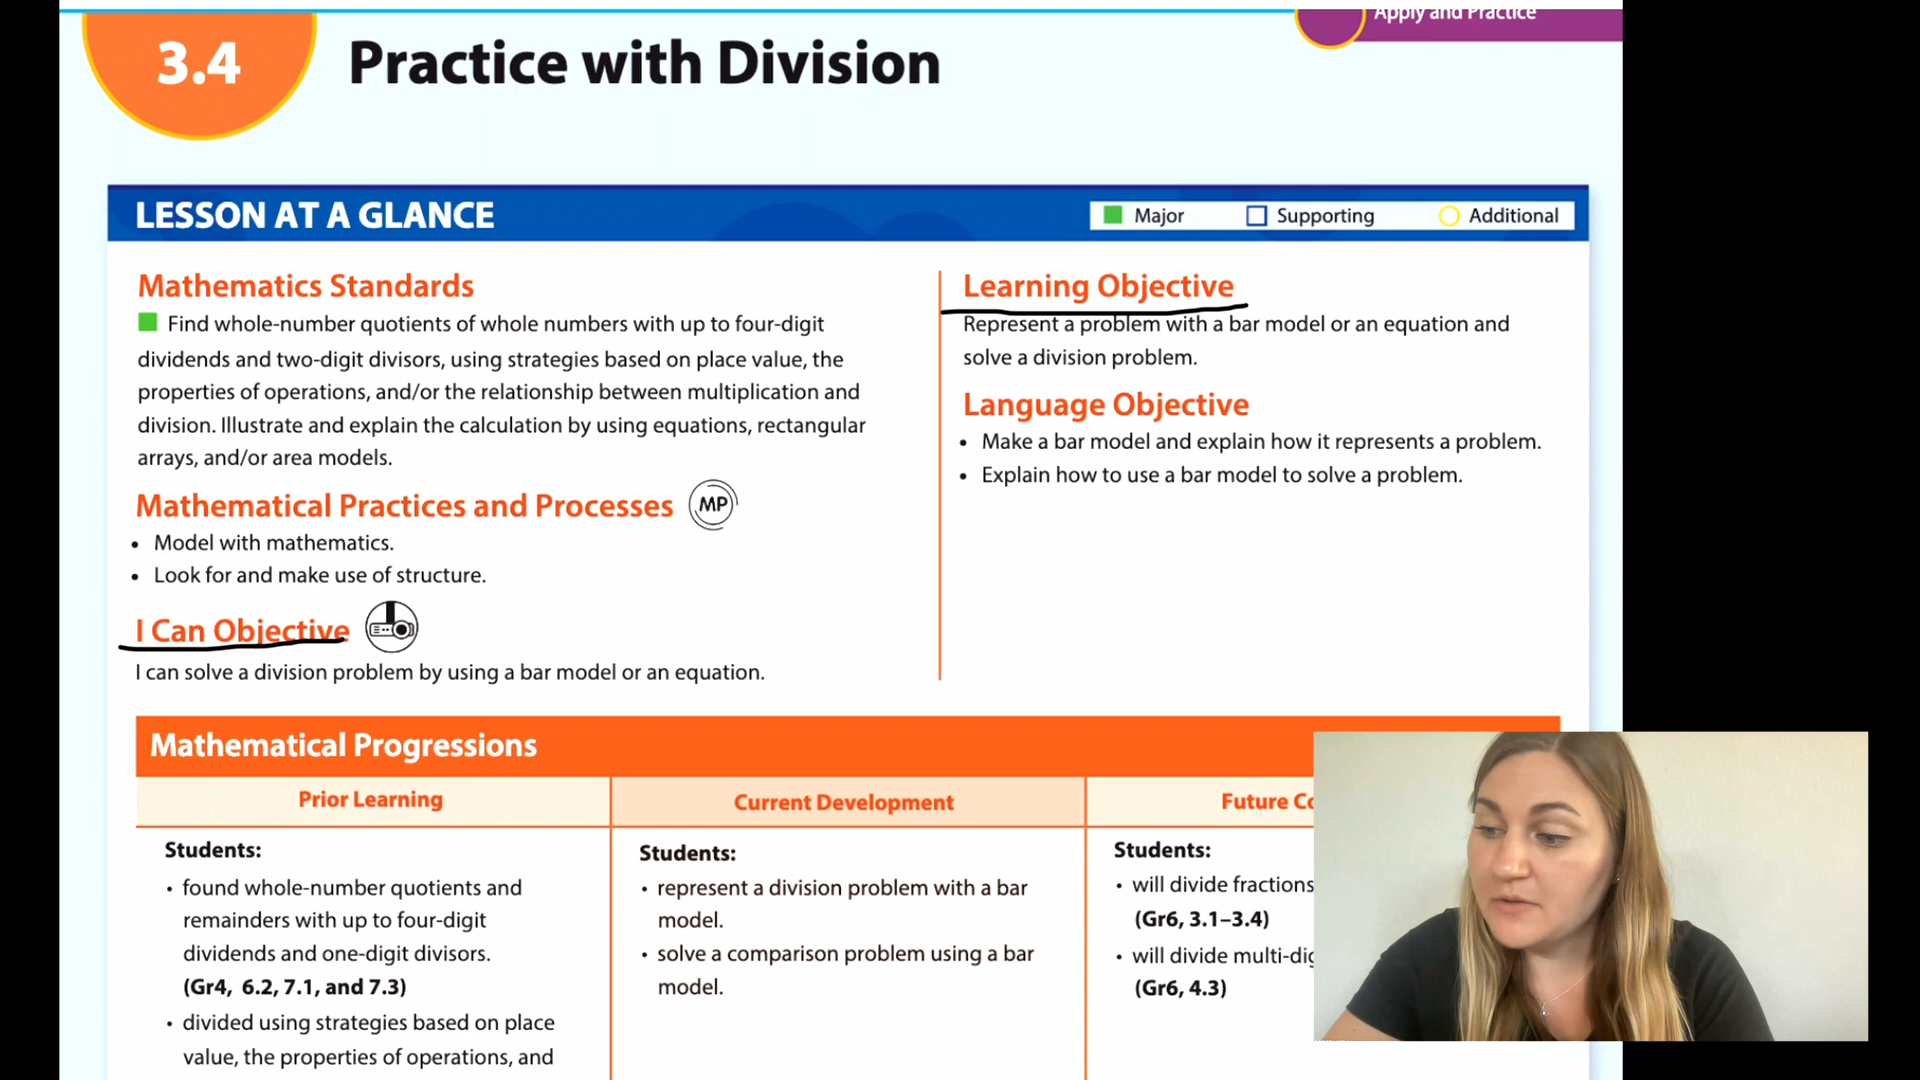 Apply and Practice
3.4
Practice with Division
LESSON AT A GLANCE
Major
Supporting
Additional
Mathematics Standards
Find whole-number quotients of whole numbers with up to four-digit
dividends and two-digit divisors, using strategies based on place value, the
properties of operations, and/or the relationship between multiplication and
division. Illustrate and explain the calculation by using equations, rectangular
arrays, and/or area models.
Mathematical Practices and Processes
MP
• Model with mathematics.
• Look for and make use of structure.
I Can Objective
I can solve a division problem by using a bar model or an equation.
Learning Objective
Represent a problem with a bar model or an equation and
solve a division problem.
Language Objective
• Make a bar model and explain how it represents a problem.
• Explain how to use a bar model to solve a problem.
Mathematical Progressions
Prior Learning
Students:
• found whole-number quotients and
remainders with up to four-digit
dividends and one-digit divisors.
(Gr4, 6.2, 7.1, and 7.3)
• divided using strategies based on place
value, the properties of operations, and
Current Development
Students:
• represent a division problem with a bar
model.
• solve a comparison problem using a bar
model.
Future
Students:
• will divide fractions
(Gr6, 3.1–3.4)
• will divide
(Gr6, 4.3)